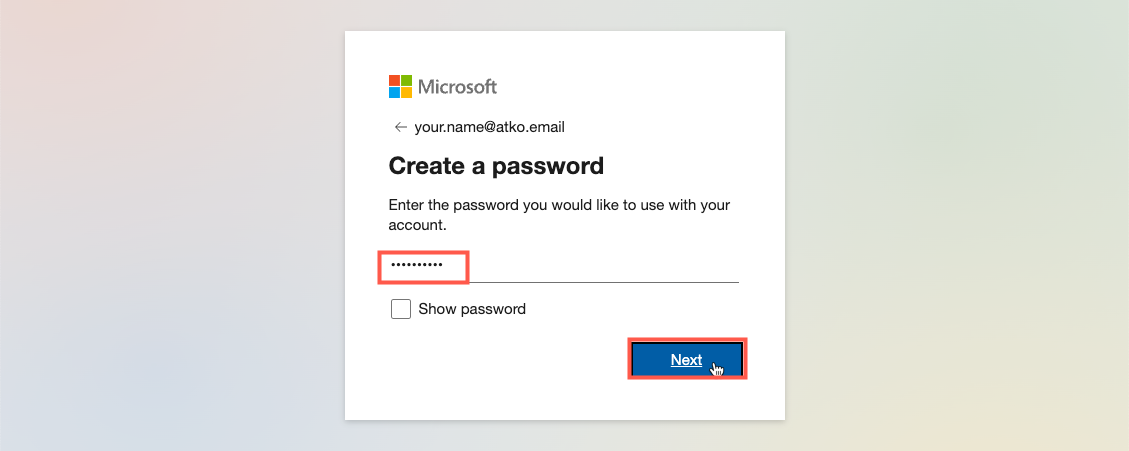 Microsoft
your.name@atko.email
Create a password
Enter the password you would like to use with your
account.
••••••••••
Show password
Next